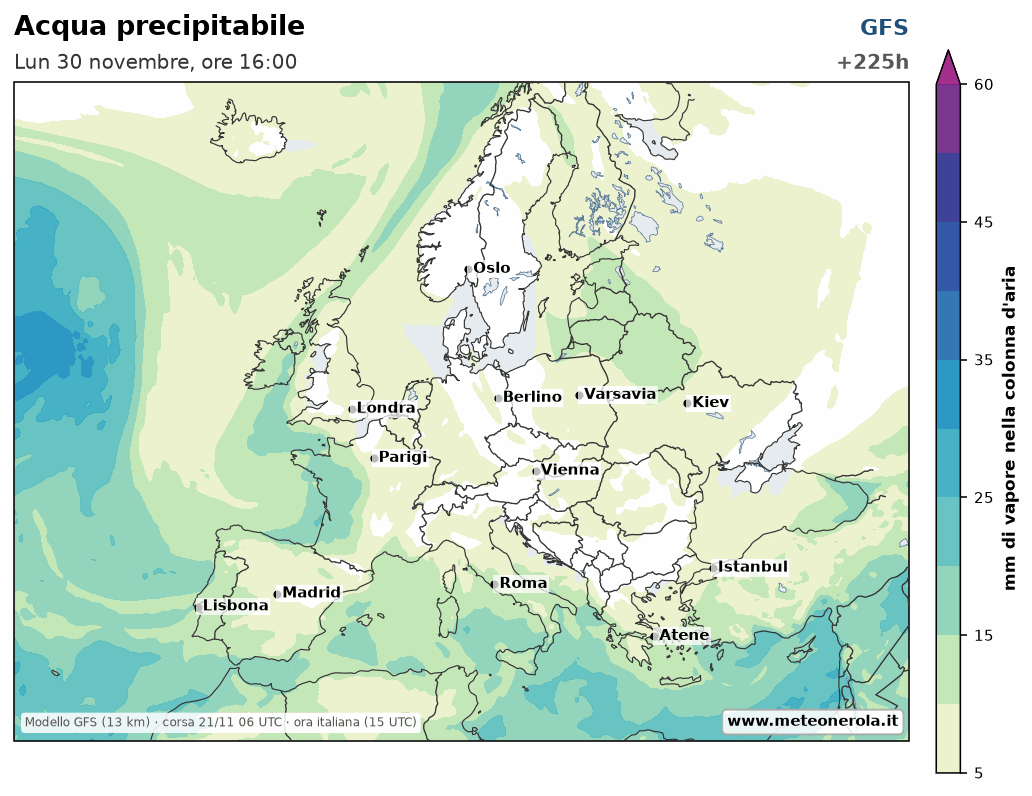 Acqua precipitabile
GFS
Lun 30 novembre, ore 16:00
+225h
60
45
35
25
15
5
mm di vapore nella colonna d'aria
Oslo
Londra
Berlino
Varsavia
Kiev
Parigi
Vienna
Istanbul
Roma
Madrid
Lisbona
Atene
Modello GFS (13 km) · corsa 21/11 06 UTC · ora italiana (15 UTC)
www.meteonerola.it